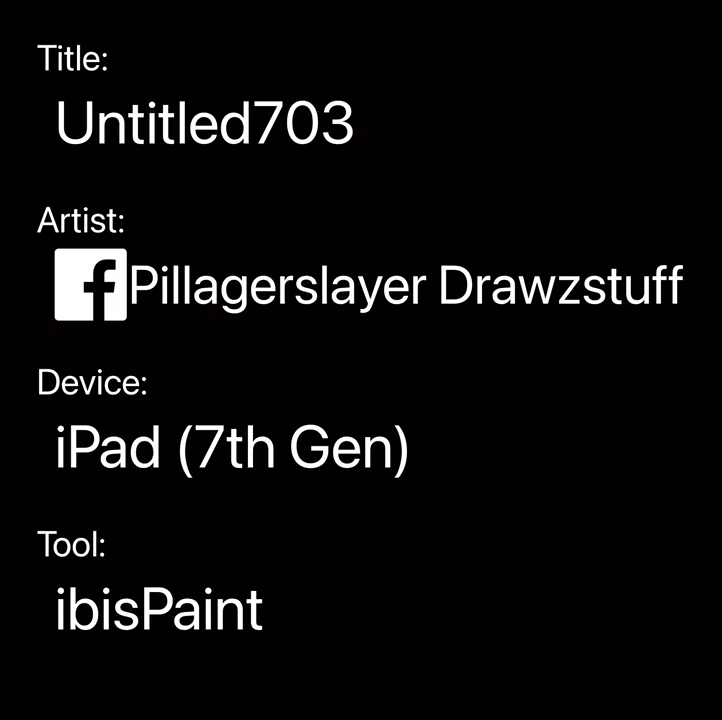 Title:
Untitled703
Artist:
Pillagerslayer Drawzstuff
Device:
iPad (7th Gen)
Tool:
ibisPaint